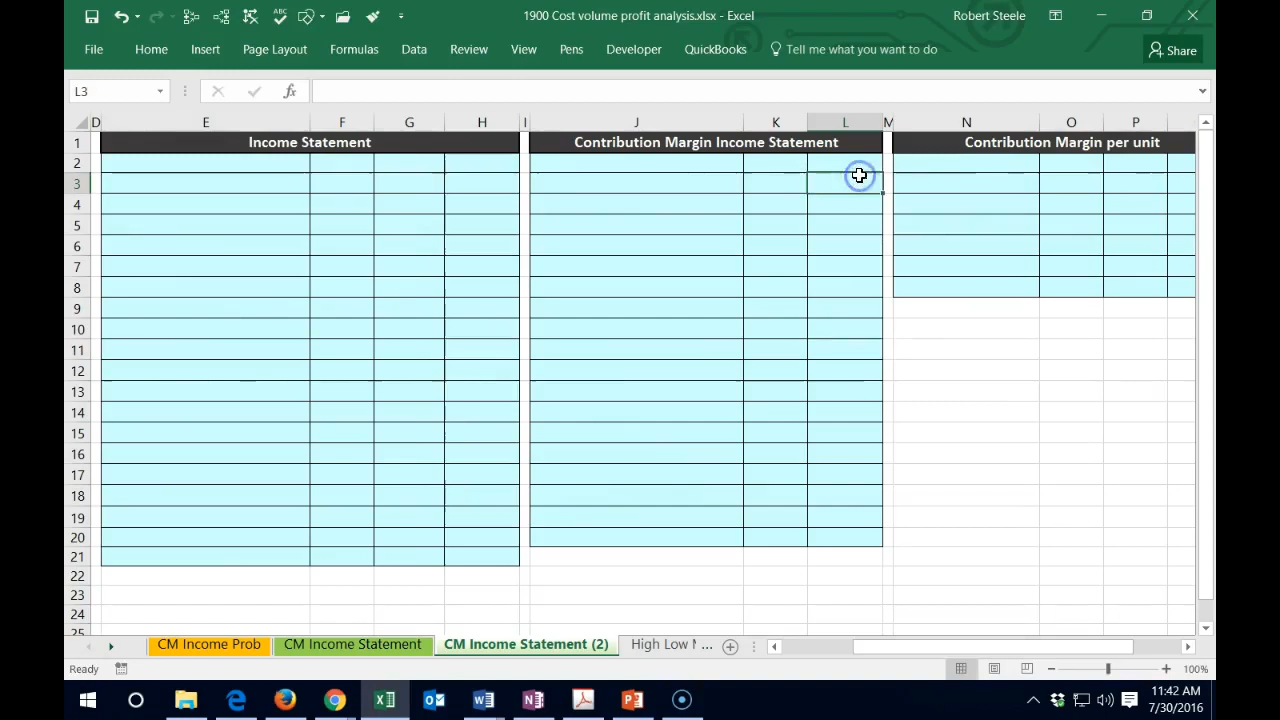 1900 Cost volume profit analysis.xlsx - Excel
Robert Steele
File Home Insert Page Layout Formulas Data Review View Pens Developer QuickBooks Tell me what you want to do Share
L3 fx
D E F G H I J K L M N O P
1 Income Statement Contribution Margin Income Statement Contribution Margin per unit
2
3
4
5
6
7
8
9
10
11
12
13
14
15
16
17
18
19
20
21
22
23
24
25
CM Income Prob CM Income Statement CM Income Statement (2) High Low M ...
Ready 100%
11:42 AM
7/30/2016